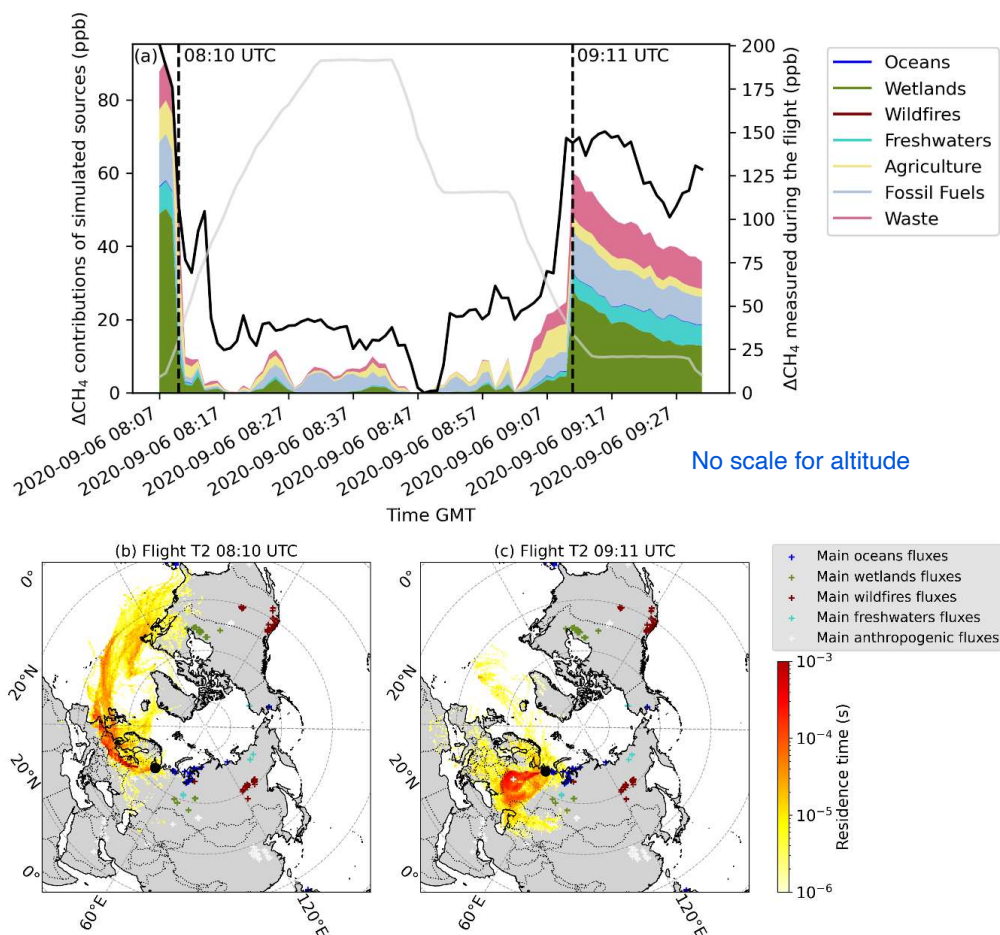 (a)
08:10 UTC
09:11 UTC
ΔCH₄ contributions of simulated sources (ppb)
80
60
40
20
0
200
175
150
125
100
75
50
25
0
ΔCH₄ measured during the flight (ppb)
2020-09-06 08:07
2020-09-06 08:17
2020-09-06 08:27
2020-09-06 08:37
2020-09-06 08:47
2020-09-06 08:57
2020-09-06 09:07
2020-09-06 09:17
2020-09-06 09:27
Time GMT
Oceans
Wetlands
Wildfires
Freshwaters
Agriculture
Fossil Fuels
Waste
No scale for altitude
(b) Flight T2 08:10 UTC
0°
20°N
20°N
0°
60°E
120°E
(c) Flight T2 09:11 UTC
0°
20°N
20°N
0°
60°E
120°E
Main oceans fluxes
Main wetlands fluxes
Main wildfires fluxes
Main freshwaters fluxes
Main anthropogenic fluxes
10⁻³
10⁻⁴
10⁻⁵
10⁻⁶
Residence time (s)